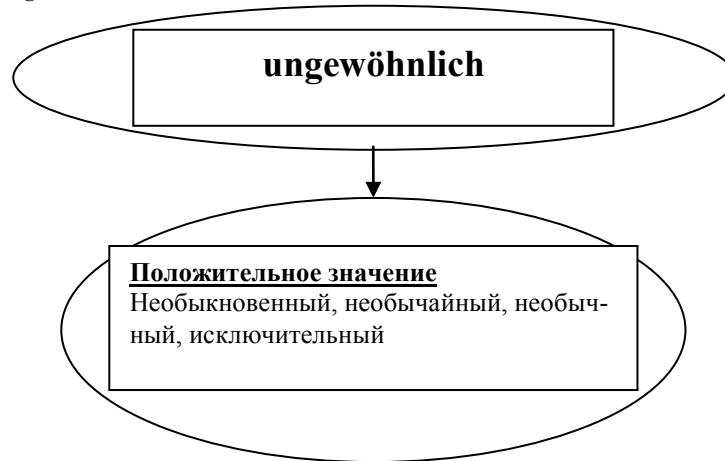 ungewöhnlich
Положительное значение
Необыкновенный, необычайный, необыч-
ный, исключительный